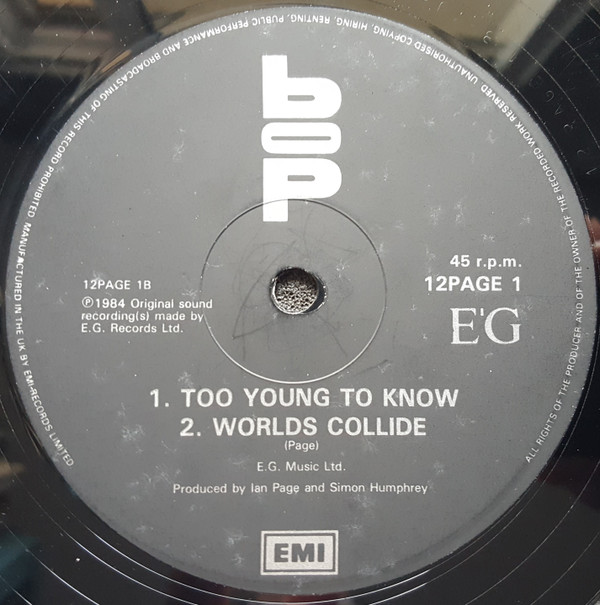 bop
45 r.p.m.
12PAGE 1B
12PAGE 1
℗1984 Original sound
recording(s) made by
E.G. Records Ltd.
E'G
1. TOO YOUNG TO KNOW
2. WORLDS COLLIDE
(Page)
E.G. Music Ltd.
Produced by Ian Page and Simon Humphrey
EMI
ALL RIGHTS OF THE PRODUCER AND OF THE OWNER OF THE RECORDED WORK RESERVED. UNAUTHORISED COPYING, HIRING, RENTING, PUBLIC PERFORMANCE AND BROADCASTING OF THIS RECORD PROHIBITED. MANUFACTURED IN THE UK BY EMI-RECORDS LIMITED